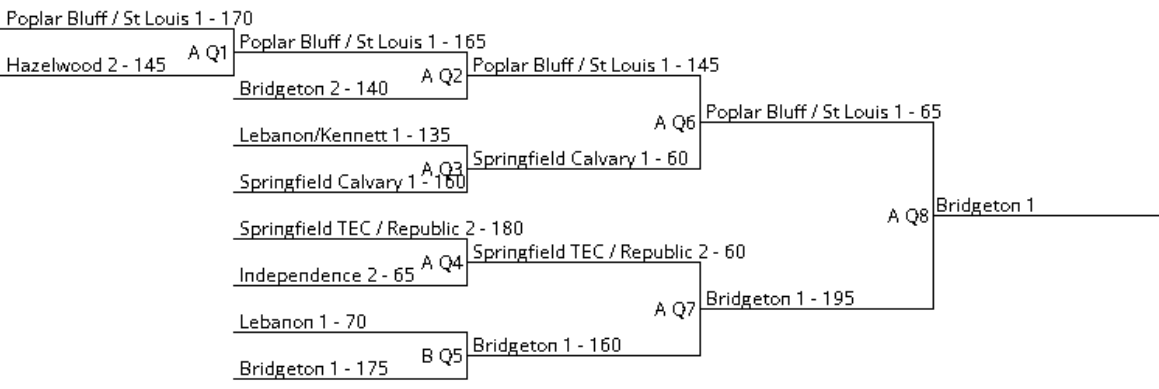 Poplar Bluff / St Louis 1 - 170
Hazelwood 2 - 145
A Q1
Poplar Bluff / St Louis 1 - 165
Bridgeton 2 - 140
A Q2
Lebanon/Kennett 1 - 135
Springfield Calvary 1 - 160
A Q3
Springfield TEC / Republic 2 - 180
Independence 2 - 65
A Q4
Lebanon 1 - 70
Bridgeton 1 - 175
B Q5
Poplar Bluff / St Louis 1 - 145
Springfield Calvary 1 - 60
A Q6
Springfield TEC / Republic 2 - 60
Bridgeton 1 - 160
A Q7
Poplar Bluff / St Louis 1 - 65
Bridgeton 1 - 195
A Q8
Bridgeton 1